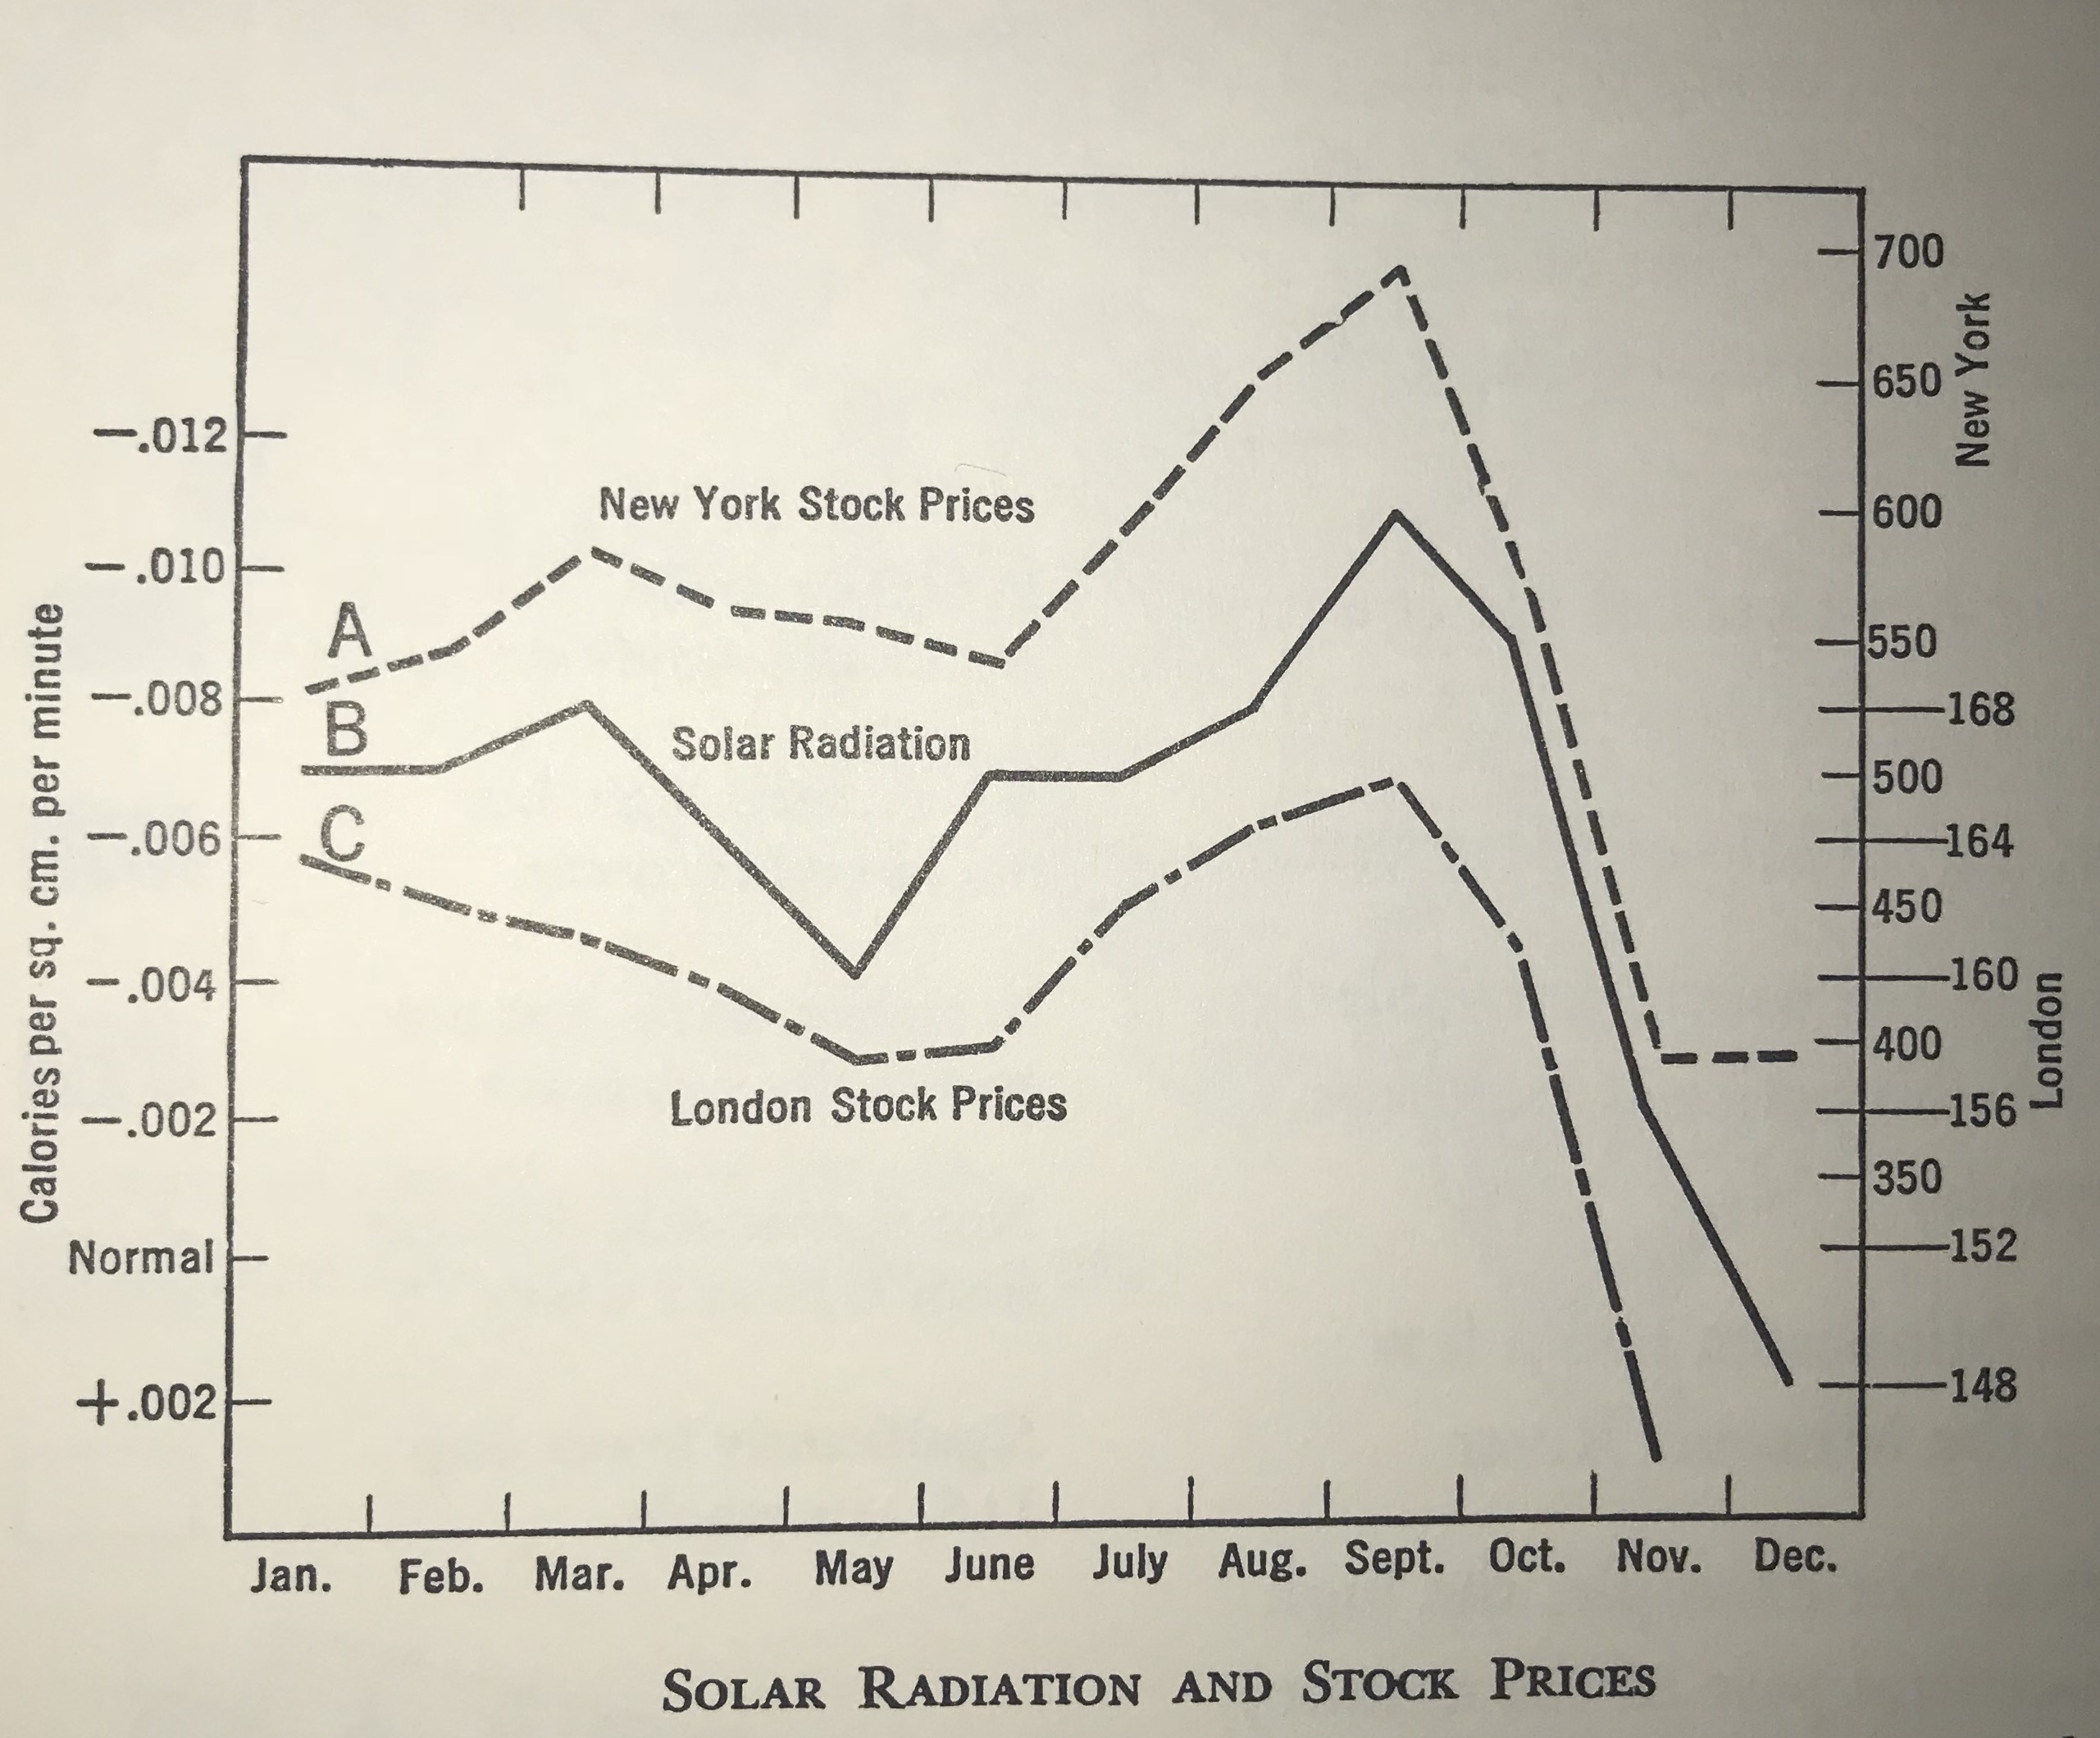 700
650
New York
-.012
New York Stock Prices
600
-.010
A
550
-.008
168
B
Solar Radiation
500
Calories per sq. cm. per minute
-.006
C
164
450
-.004
160
London
400
-.002
London Stock Prices
156
350
Normal
152
+.002
148
Jan. Feb. Mar. Apr. May June July Aug. Sept. Oct. Nov. Dec.
SOLAR RADIATION AND STOCK PRICES